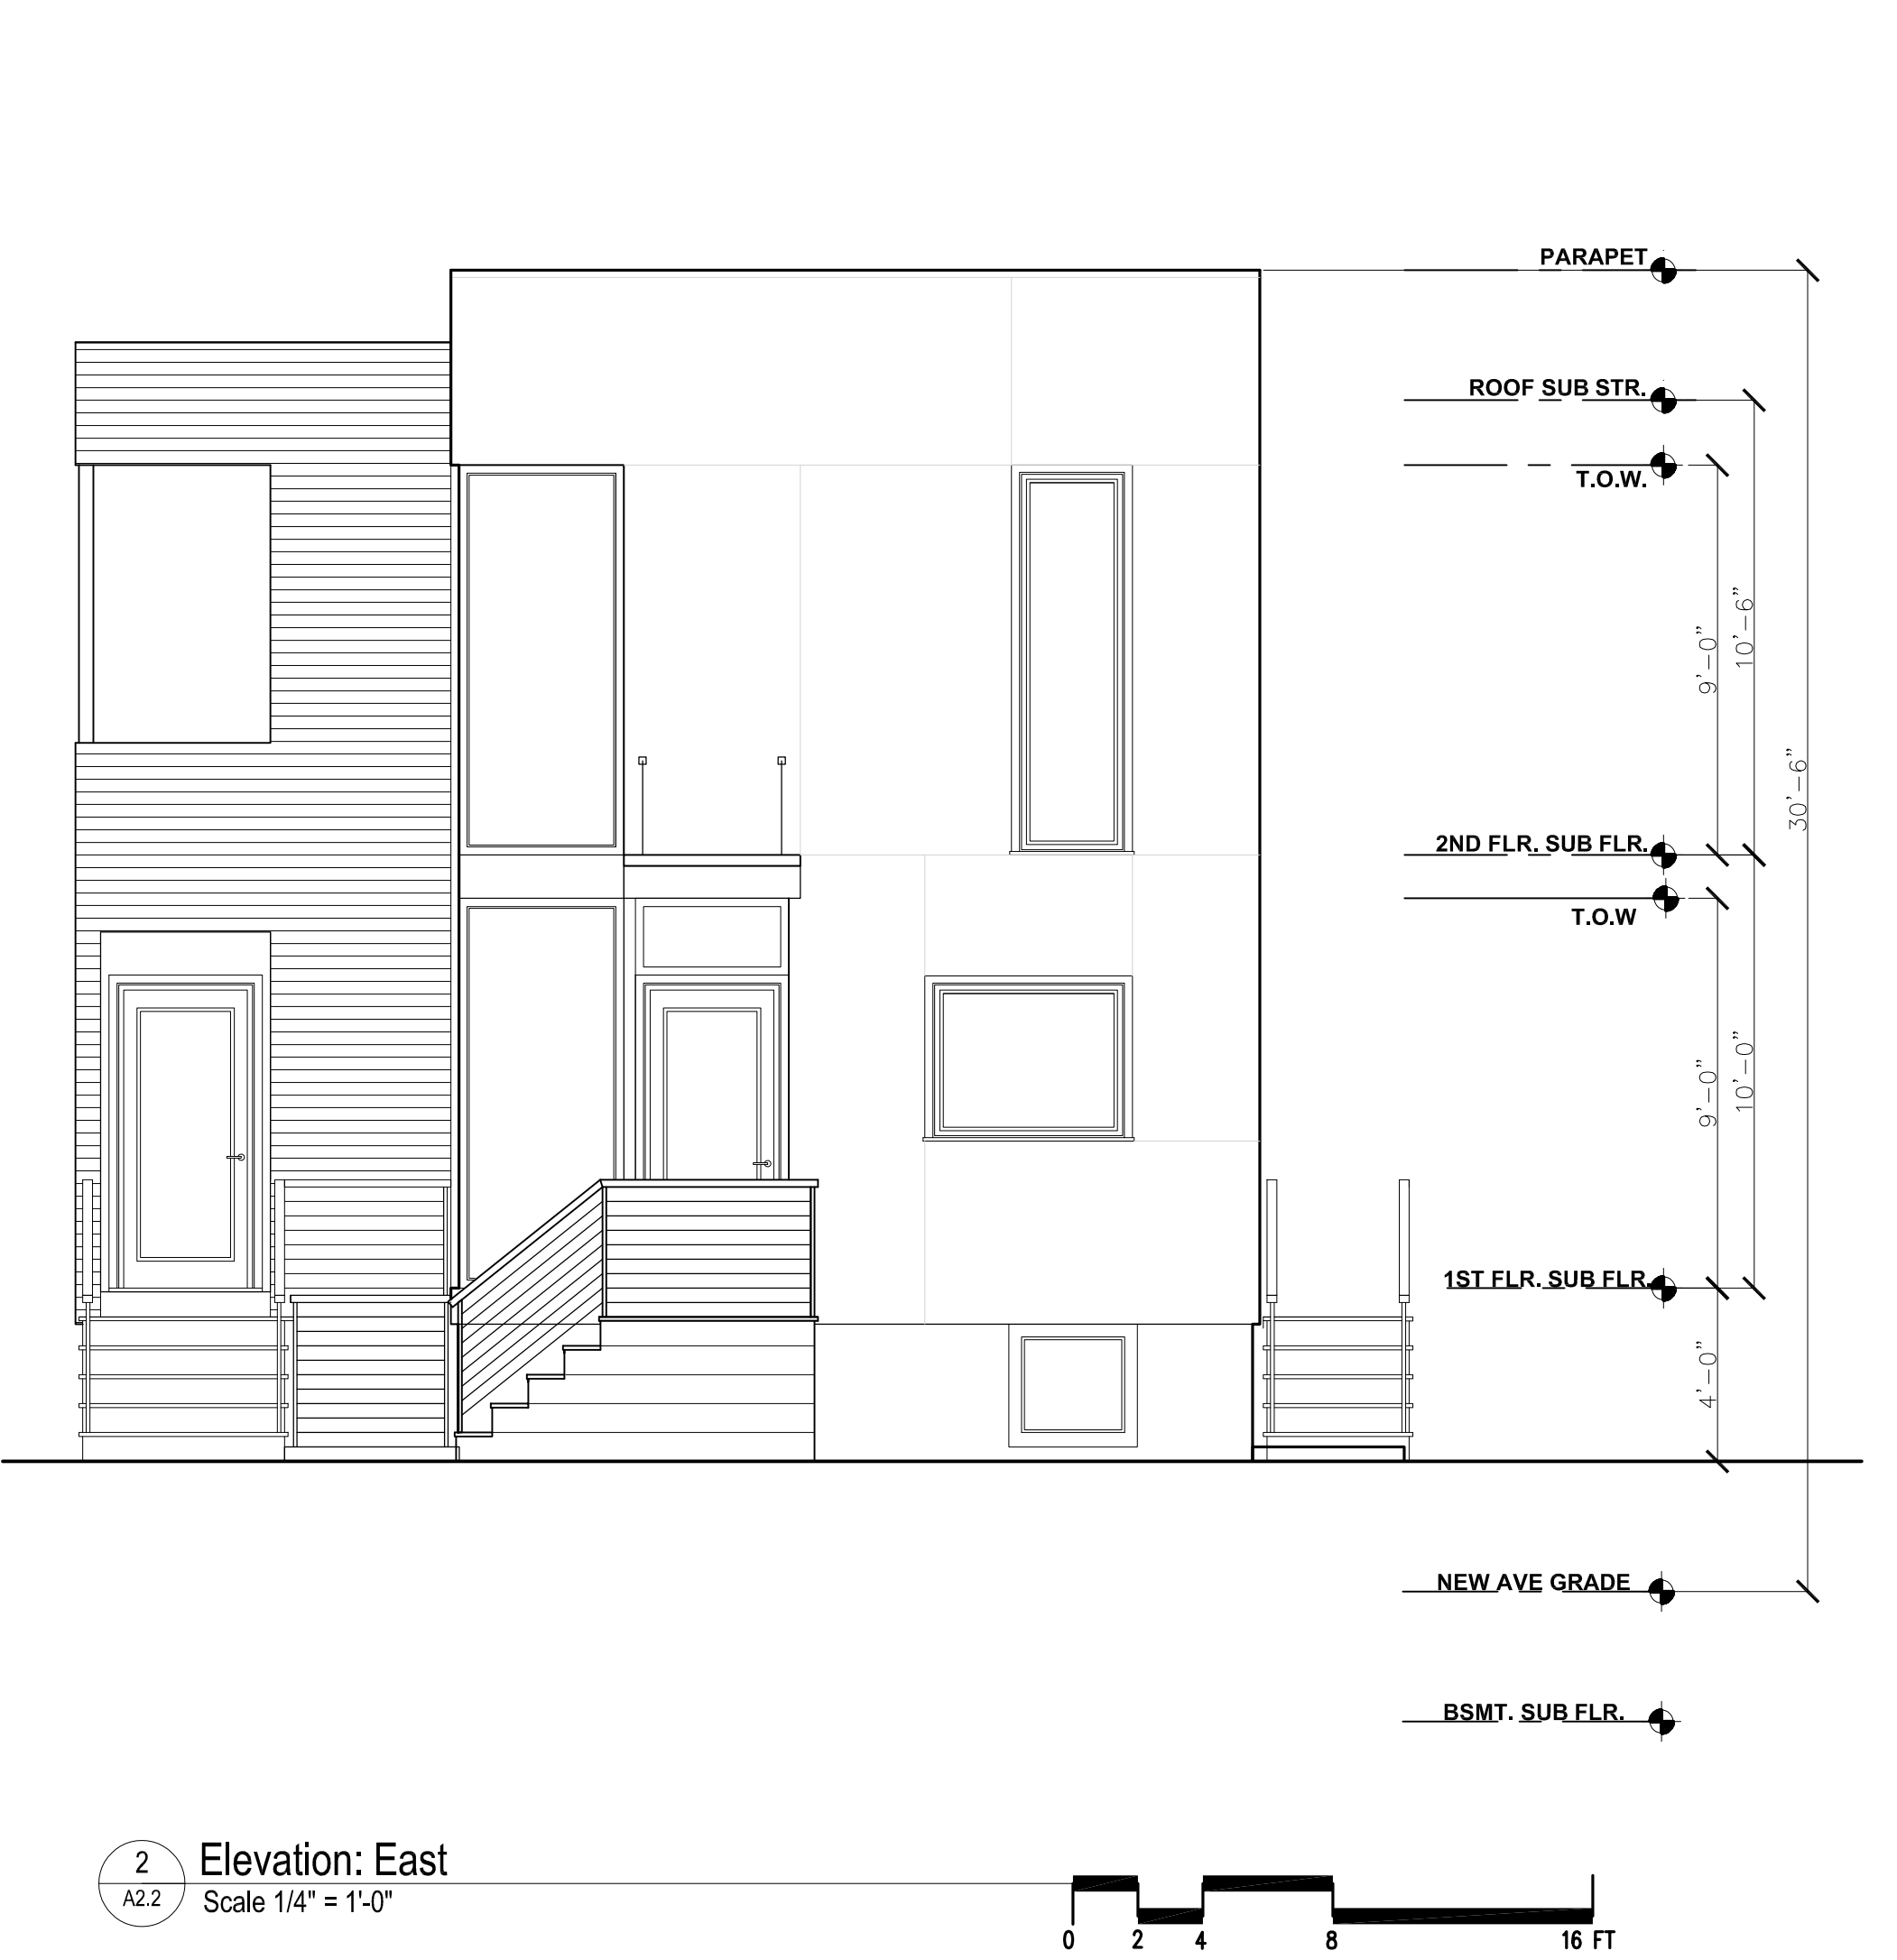 PARAPET
ROOF SUB STR.
T.O.W.
10'-6"
9'-0"
30'-6"
2ND FLR. SUB FLR.
T.O.W
10'-0"
9'-0"
1ST FLR. SUB FLR.
4'-0"
NEW AVE GRADE
BSMT. SUB FLR.
2
A2.2
Elevation: East
Scale 1/4" = 1'-0"
0 2 4 8 16 FT